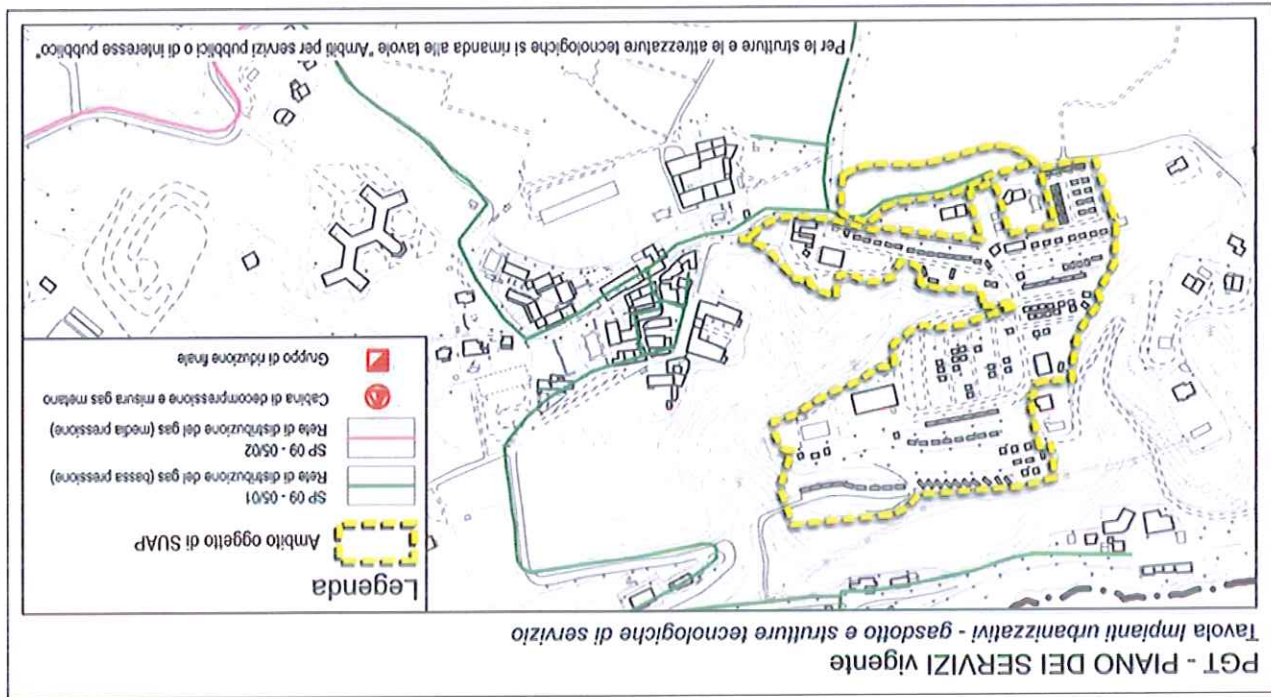 PGT - PIANO DEI SERVIZI vigente
Tavola Impianti urbanizzativi - gasdotto e strutture tecnologiche di servizio
Legenda
Ambito oggetto di SUAP
SP 09 - 05/01
Rete di distribuzione del gas (bassa pressione)
SP 09 - 05/02
Rete di distribuzione del gas (media pressione)
Cabina di decompressione e misura gas metano
Gruppo di riduzione finale
Per le strutture e le attrezzature tecnologiche si rimanda alle tavole "Ambiti per servizi pubblici o di interesse pubblico"